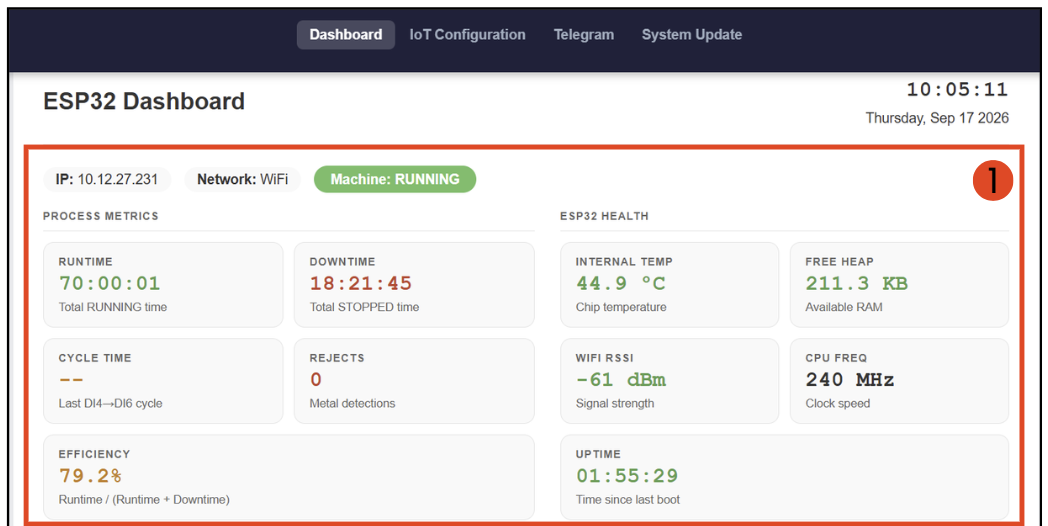 Dashboard IoT Configuration Telegram System Update
ESP32 Dashboard
10:05:11
Thursday, Sep 17 2026
IP: 10.12.27.231 Network: WiFi Machine: RUNNING
1
PROCESS METRICS
RUNTIME
70:00:01
Total RUNNING time
DOWNTIME
18:21:45
Total STOPPED time
CYCLE TIME
--
Last DI4→DI6 cycle
REJECTS
0
Metal detections
EFFICIENCY
79.2%
Runtime / (Runtime + Downtime)
ESP32 HEALTH
INTERNAL TEMP
44.9 °C
Chip temperature
FREE HEAP
211.3 KB
Available RAM
WIFI RSSI
-61 dBm
Signal strength
CPU FREQ
240 MHz
Clock speed
UPTIME
01:55:29
Time since last boot